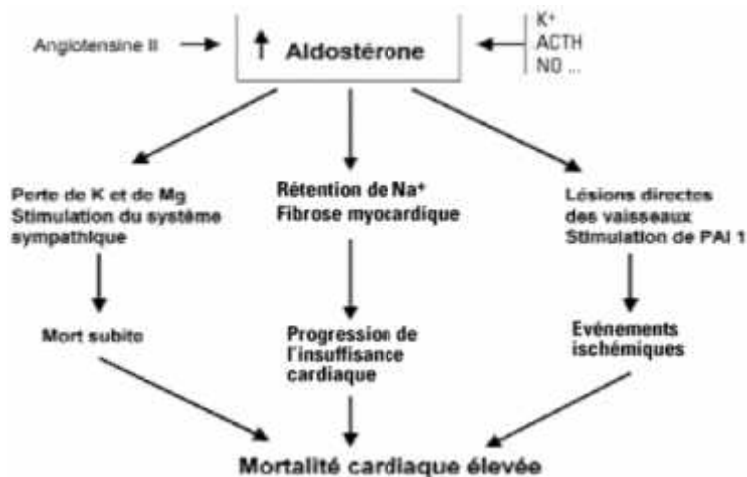 Angiotensine II
Aldostérone
K+
ACTH
NO ...
Perte de K et de Mg
Stimulation du système
sympathique
Rétention de Na+
Fibrose myocardique
Lésions directes
des vaisseaux
Stimulation de PAI 1
Mort subite
Progression de
l'insuffisance
cardiaque
Evénements
ischémiques
Mortalité cardiaque élevée